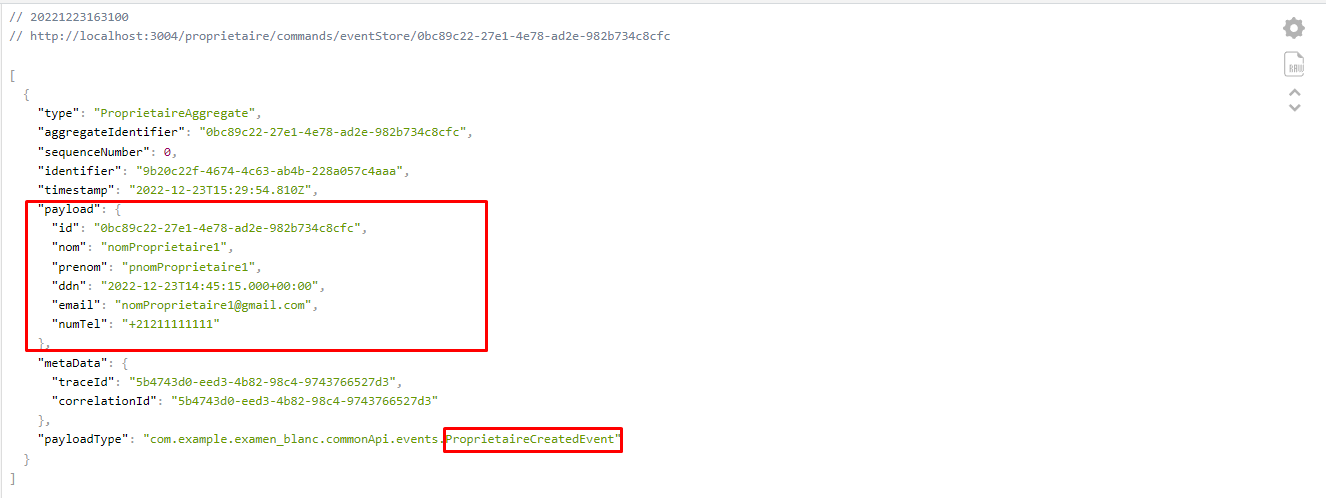 // 20221223163100
// http://localhost:3004/proprietaire/commands/eventStore/0bc89c22-27e1-4e78-ad2e-982b734c8cfc
[
  {
    "type": "ProprietaireAggregate",
    "aggregateIdentifier": "0bc89c22-27e1-4e78-ad2e-982b734c8cfc",
    "sequenceNumber": 0,
    "identifier": "9b20c22f-4674-4c63-ab4b-228a057c4aaa",
    "timestamp": "2022-12-23T15:29:54.810Z",
    "payload": {
      "id": "0bc89c22-27e1-4e78-ad2e-982b734c8cfc",
      "nom": "nomProprietaire1",
      "prenom": "pnomProprietaire1",
      "ddn": "2022-12-23T14:45:15.000+00:00",
      "email": "nomProprietaire1@gmail.com",
      "numTel": "+21211111111"
    },
    "metaData": {
      "traceId": "5b4743d0-eed3-4b82-98c4-9743766527d3",
      "correlationId": "5b4743d0-eed3-4b82-98c4-9743766527d3"
    },
    "payloadType": "com.example.examen_blanc.commonApi.events.ProprietaireCreatedEvent"
  }
]
RAW